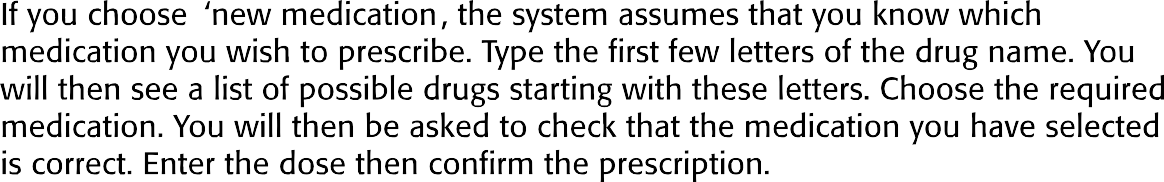 If you choose ‘new medication, the system assumes that you know which
medication you wish to prescribe. Type the first few letters of the drug name. You
will then see a list of possible drugs starting with these letters. Choose the required
medication. You will then be asked to check that the medication you have selected
is correct. Enter the dose then confirm the prescription.